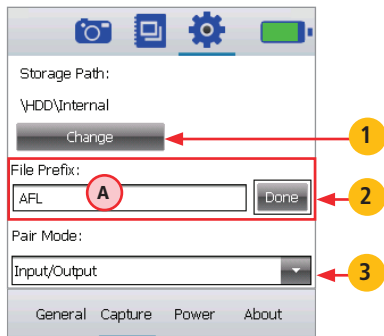 Storage Path:
\HDD\Internal
Change
1
File Prefix:
AFL
A
Done
2
Pair Mode:
Input/Output
3
General Capture Power About